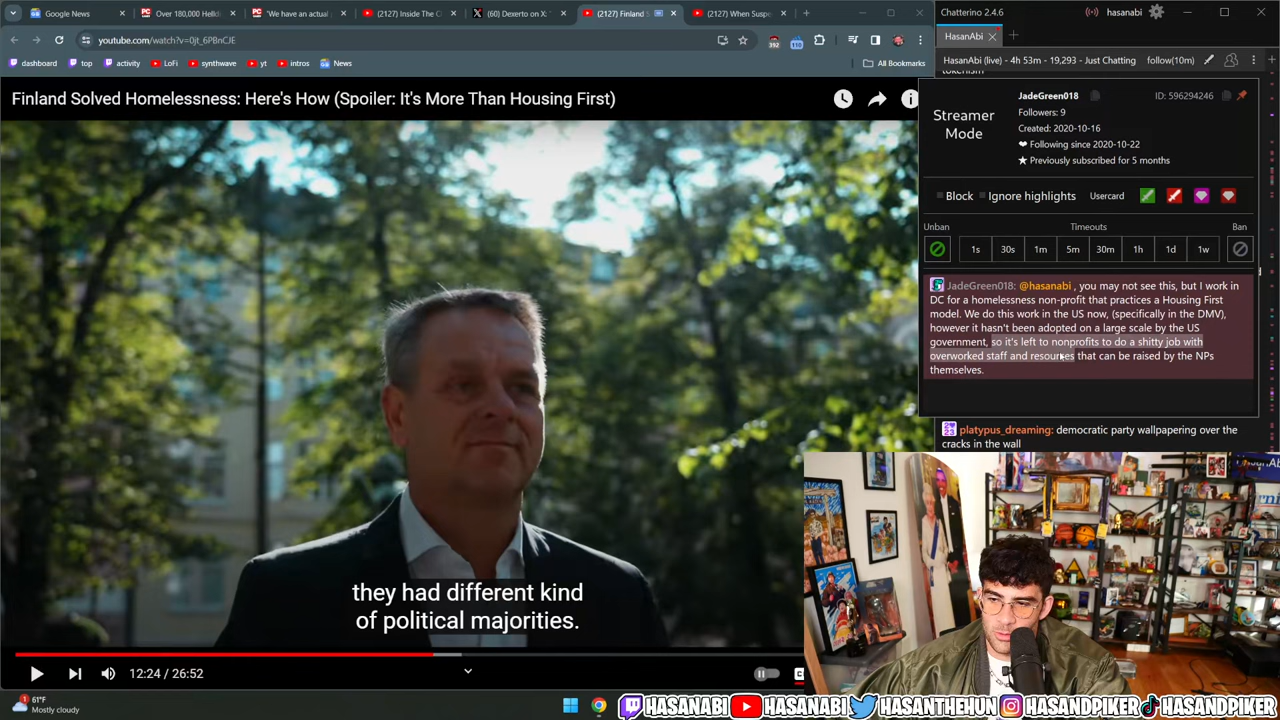 Google News
Over 180,000 Helldi
"We have an actual
(2127) Inside The C
(60) Dexerto on X:
(2127) Finland S
(2127) When Suspe
youtube.com/watch?v=0jt_6PBnCJE
392
110
dashboard
top
activity
LoFi
synthwave
yt
intros
News
All Bookmarks
Finland Solved Homelessness: Here's How (Spoiler: It's More Than Housing First)
they had different kind
of political majorities.
12:24 / 26:52
Chatterino 2.4.6
hasanabi
HasanAbi
HasanAbi (live) - 4h 53m - 19,293 - Just Chatting
follow(10m)
tokenism
Streamer
Mode
JadeGreen018
ID: 596294246
Followers: 9
Created: 2020-10-16
❤ Following since 2020-10-22
★ Previously subscribed for 5 months
Block
Ignore highlights
Usercard
Unban
Timeouts
Ban
1s
30s
1m
5m
30m
1h
1d
1w
JadeGreen018: @hasanabi , you may not see this, but I work in
DC for a homelessness non-profit that practices a Housing First
model. We do this work in the US now, (specifically in the DMV),
however it hasn't been adopted on a large scale by the US
government, so it's left to nonprofits to do a shitty job with
overworked staff and resources that can be raised by the NPs
themselves.
platypus_dreaming: democratic party wallpapering over the
cracks in the wall
61°F
Mostly cloudy
HASANABI
HASANABI
HASANTHEHUN
HASANDPIKER
HASANDPIKER